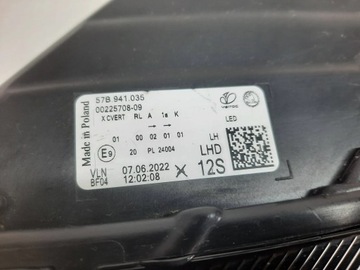 Made in Poland
57B.941.035
00225708-09
XCVERT RL A 1a K
→ →
01 00 02 01 01
E9 20 PL 24004
VLN
BF04
07.06.2022
12:02:08
X
LED
LH
LHD
12S